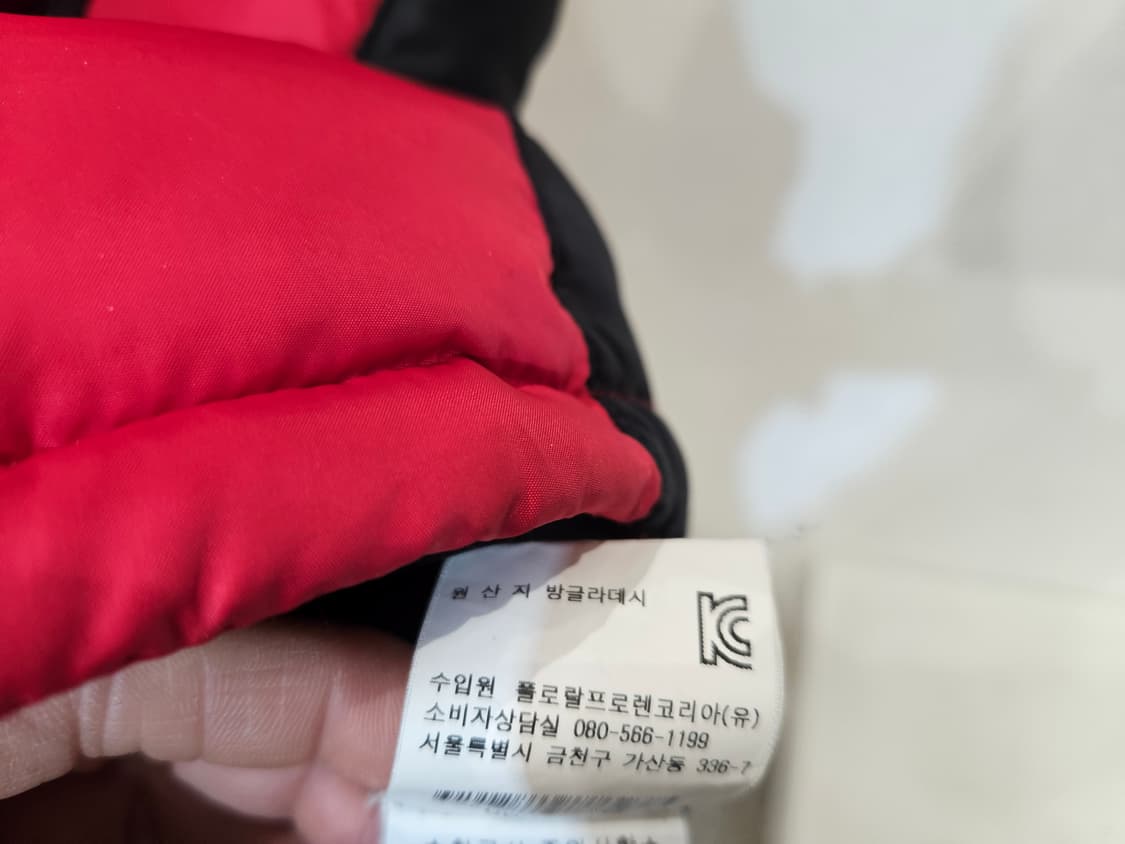 원 산 지 방글라데시
KC
수입원 폴로랄프로렌코리아(유)
소비자상담실 080-566-1199
서울특별시 금천구 가산동 336-7